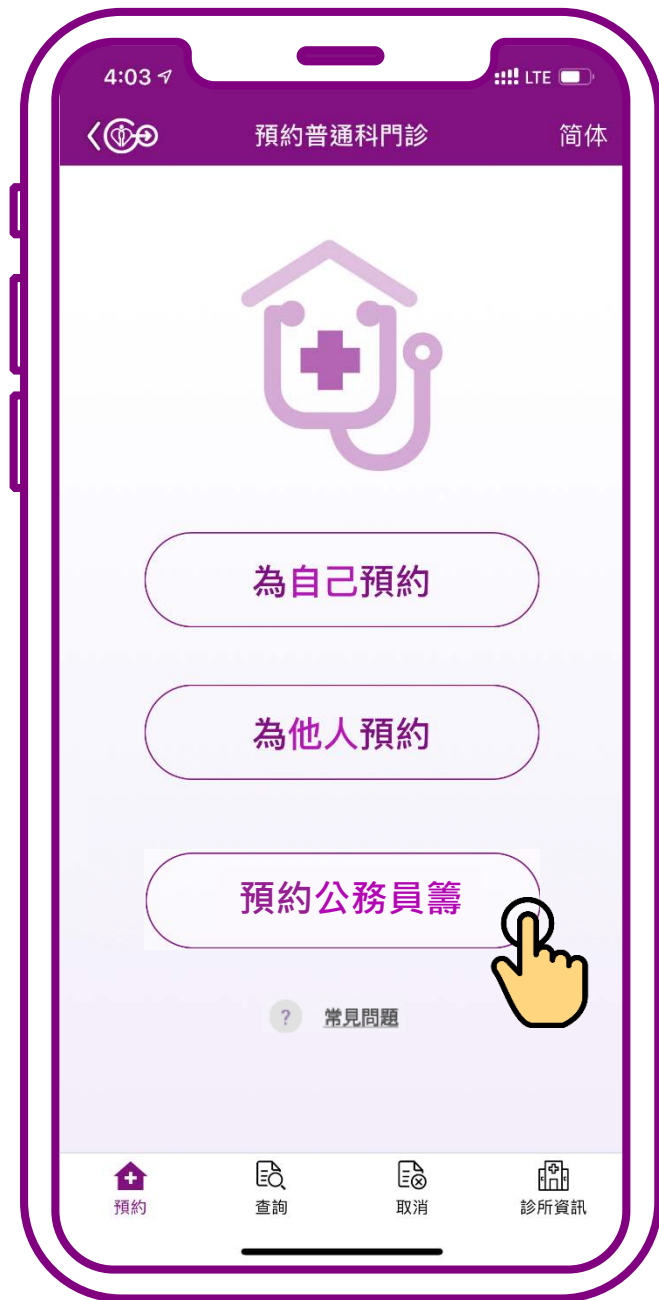 4:03
LTE
預約普通科門診
简体
為自己預約
為他人預約
預約公務員籌
? 常見問題
預約
查詢
取消
診所資訊